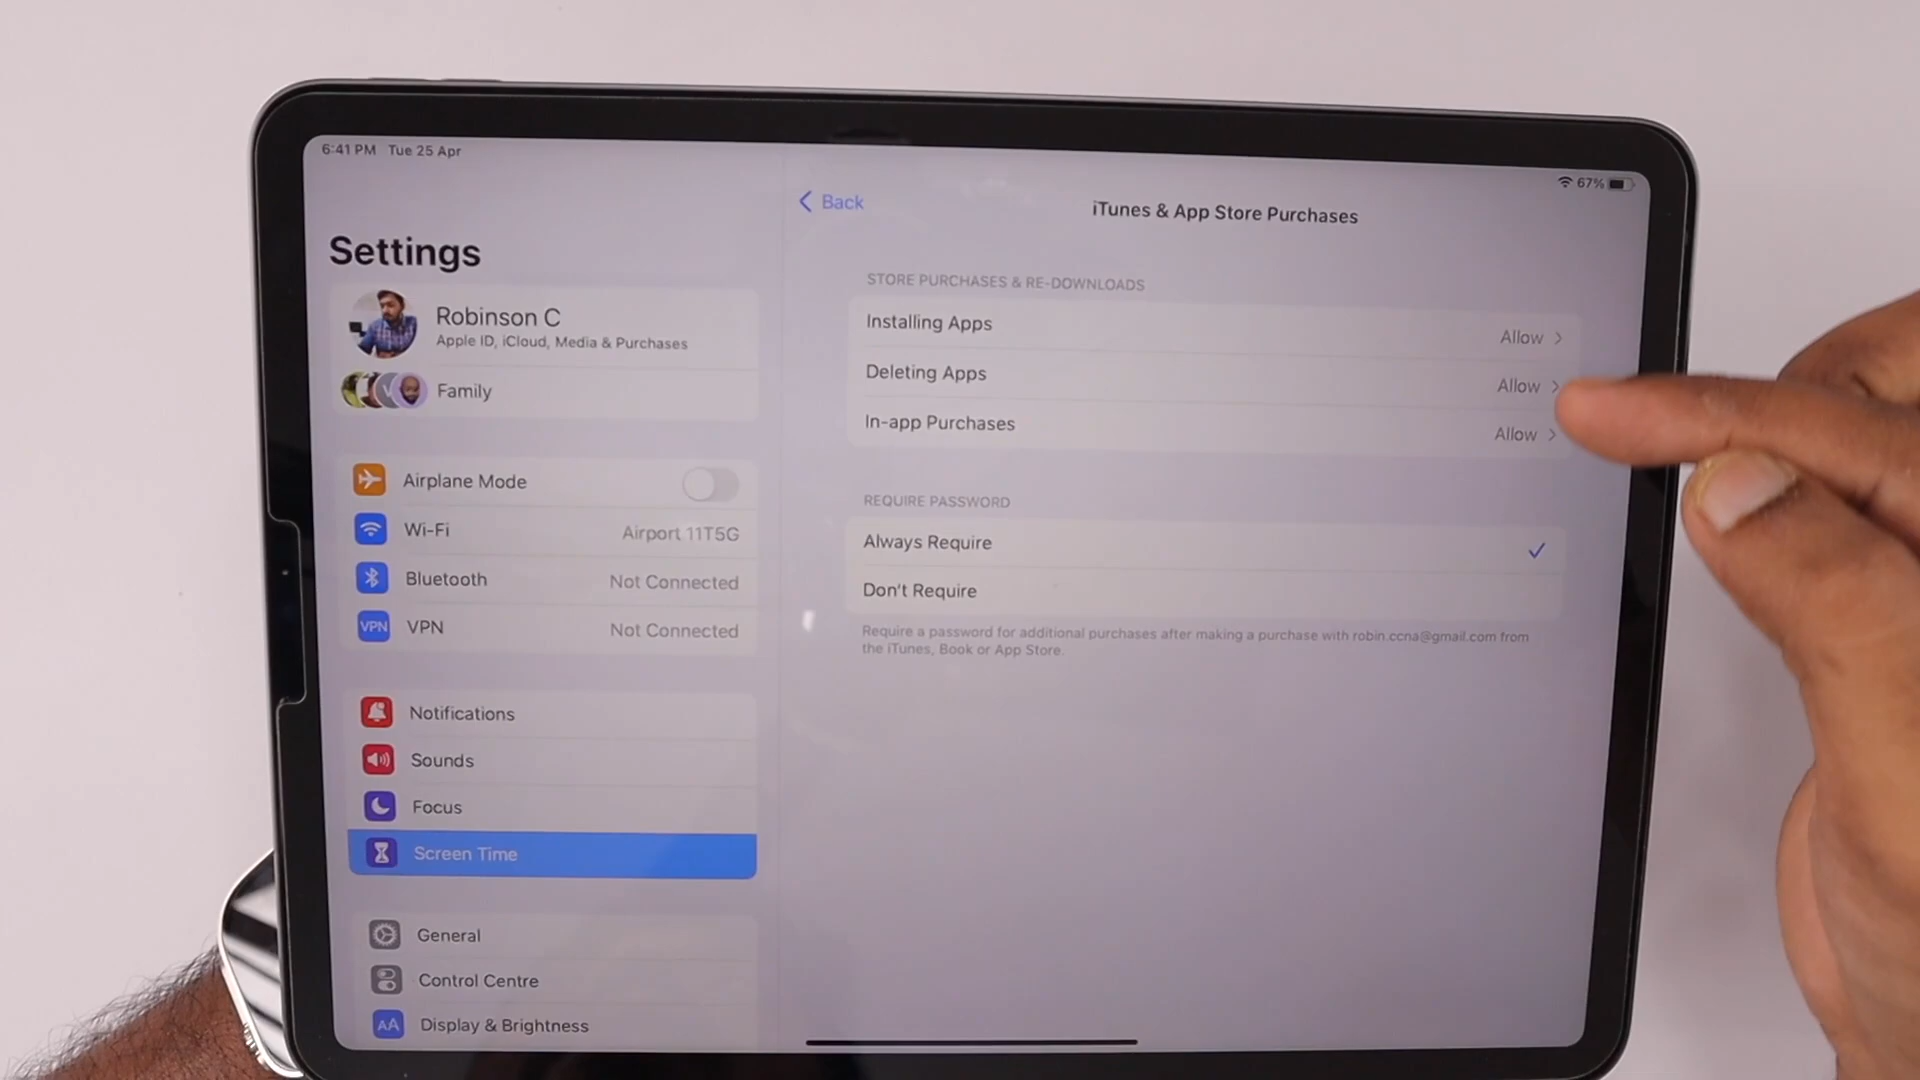 6:41 PM Tue 25 Apr
67%
Settings
Robinson C
Apple ID, iCloud, Media & Purchases
Family
Airplane Mode
Wi-Fi Airport 11T5G
Bluetooth Not Connected
VPN VPN Not Connected
Notifications
Sounds
Focus
Screen Time
General
Control Centre
AA Display & Brightness
Back
iTunes & App Store Purchases
STORE PURCHASES & RE-DOWNLOADS
Installing Apps Allow
Deleting Apps Allow
In-app Purchases Allow
REQUIRE PASSWORD
Always Require
Don't Require
Require a password for additional purchases after making a purchase with robin.ccna@gmail.com from
the iTunes, Book or App Store.